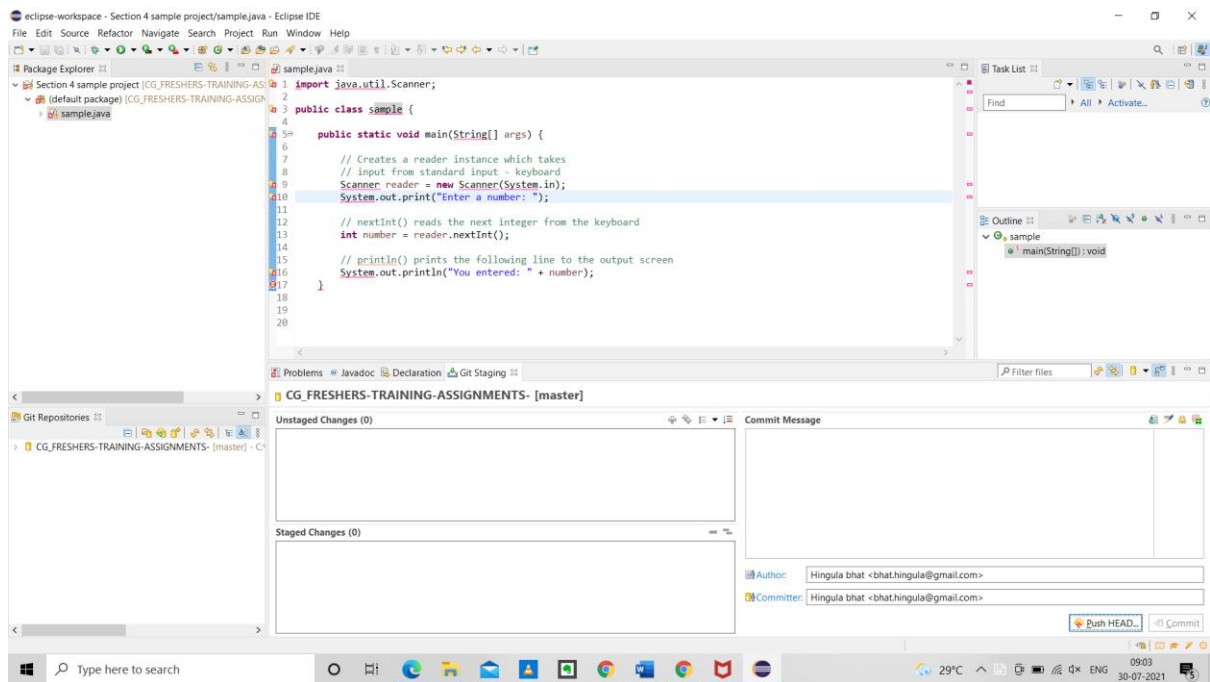 eclipse-workspace - Section 4 sample project/sample.java - Eclipse IDE
File Edit Source Refactor Navigate Search Project Run Window Help
Package Explorer
Section 4 sample project [CG_FRESHERS-TRAINING-AS
(default package) [CG_FRESHERS-TRAINING-ASSIGN
sample.java
sample.java
1 import java.util.Scanner;
2
3 public class sample {
4
5 public static void main(String[] args) {
6
7 // Creates a reader instance which takes
8 // input from standard input - keyboard
9 Scanner reader = new Scanner(System.in);
10 System.out.print("Enter a number: ");
11
12 // nextInt() reads the next integer from the keyboard
13 int number = reader.nextInt();
14
15 // println() prints the following line to the output screen
16 System.out.println("You entered: " + number);
17 }
18
19
20
Task List
Find All Activate...
Outline
sample
main(String[]) : void
Problems Javadoc Declaration Git Staging
Filter files
CG_FRESHERS-TRAINING-ASSIGNMENTS- [master]
Git Repositories
CG_FRESHERS-TRAINING-ASSIGNMENTS- [master] - C:\
Unstaged Changes (0)
Staged Changes (0)
Commit Message
Author: Hingula bhat <bhat.hingula@gmail.com>
Committer: Hingula bhat <bhat.hingula@gmail.com>
Push HEAD... Commit
Type here to search
29°C ENG 09:03
30-07-2021
5